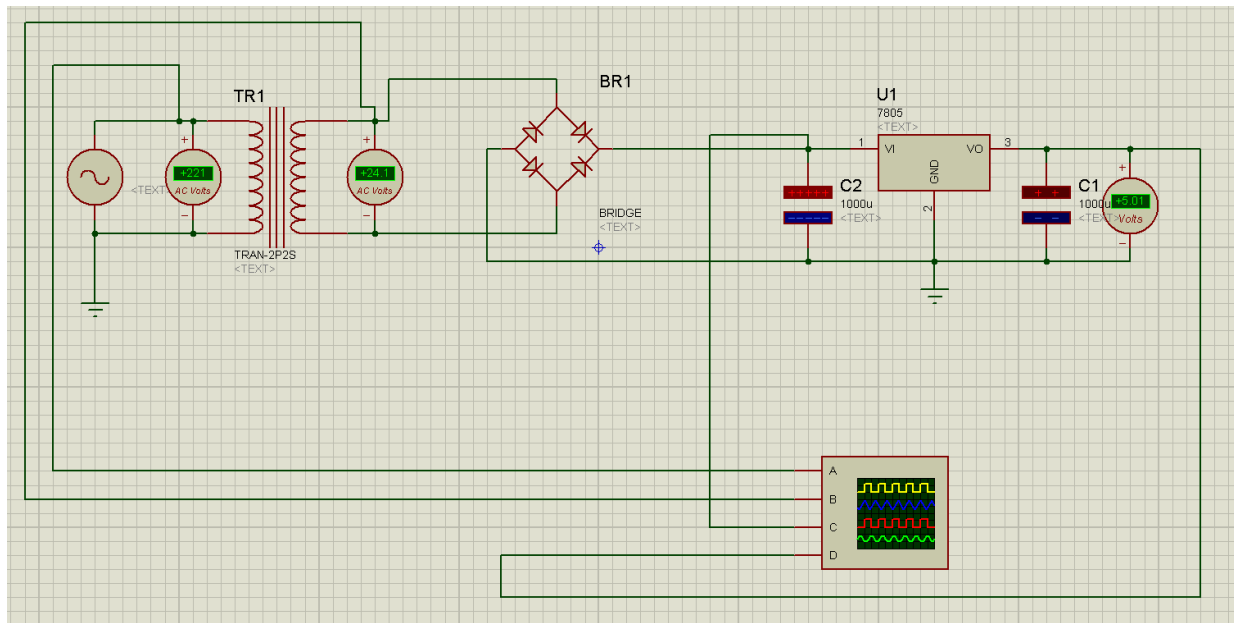 TR1
BR1
U1
7805
<TEXT>
1
VI
VO
3
GND
2
+221
AC Volts
<TEXT>
+24.1
AC Volts
C2
1000u
<TEXT>
C1
1000u
<TEXT>
+5.01
Volts
BRIDGE
<TEXT>
TRAN-2P2S
<TEXT>
A
B
C
D